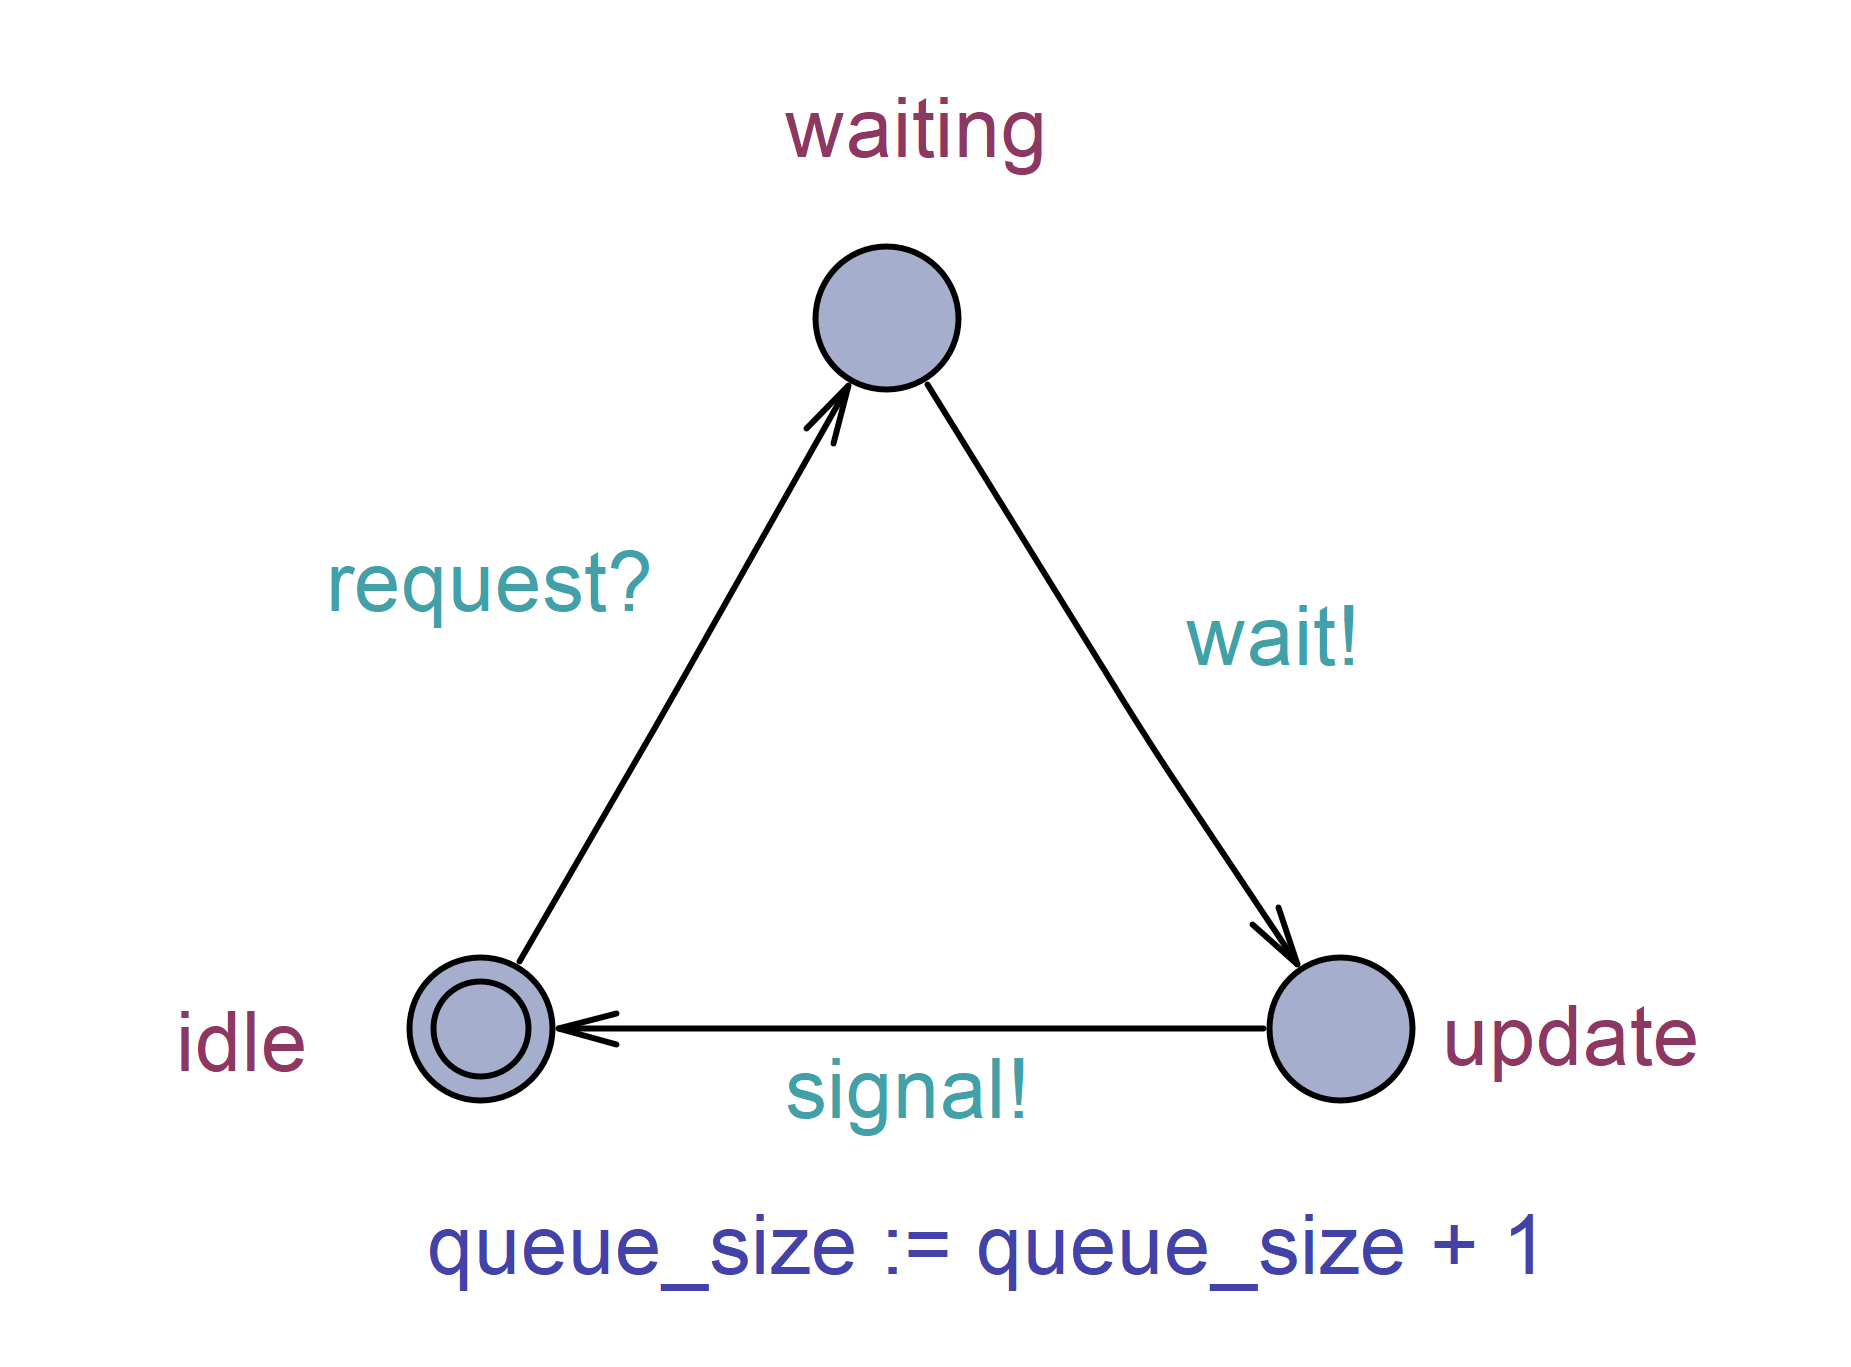 waiting
request?
wait!
idle
update
signal!
queue_size := queue_size + 1